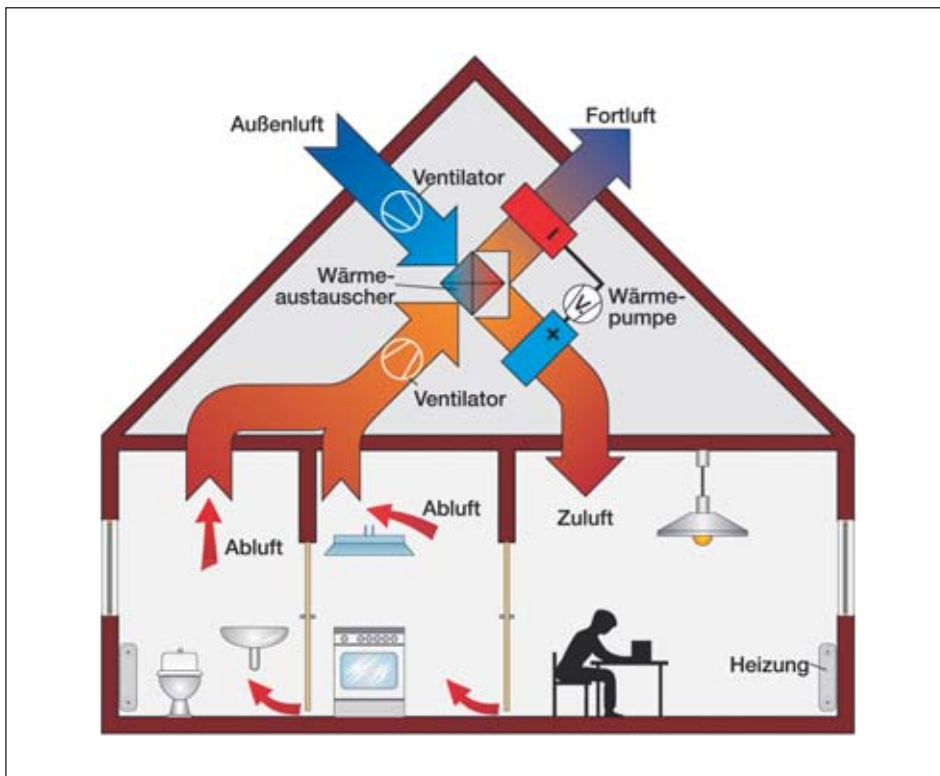 Außenluft
Fortluft
Ventilator
Wärme-
austauscher
Wärme-
pumpe
Ventilator
Abluft
Abluft
Zuluft
Heizung